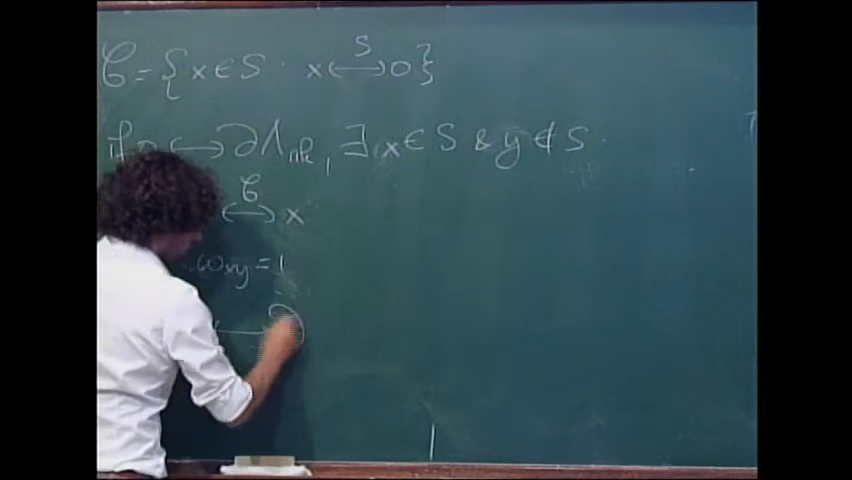 𝒞 = { x ∈ S : x ⟷^S 0 }
if 0 ⟷ ∂Λ_nk, ∃ x ∈ S & y ∉ S.
⟷^𝒞 x
ω_xy = 1
⟷ ∂